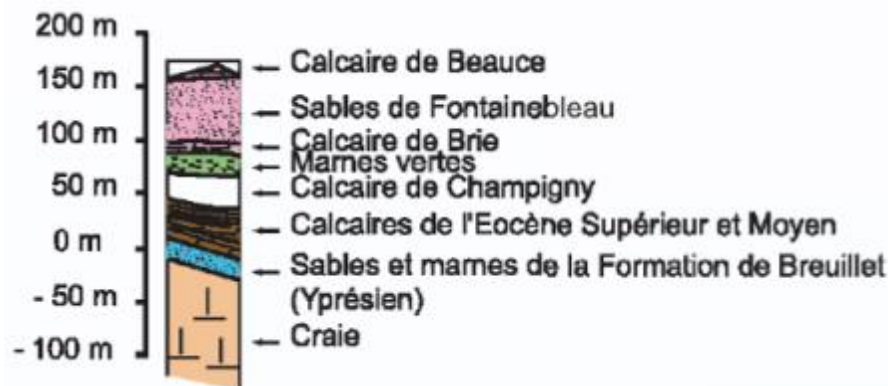 200 m
Calcaire de Beauce
150 m
Sables de Fontainebleau
100 m
Calcaire de Brie
Marnes vertes
50 m
Calcaire de Champigny
Calcaires de l'Eocène Supérieur et Moyen
0 m
Sables et marnes de la Formation de Breuillet
(Yprésien)
- 50 m
Craie
- 100 m